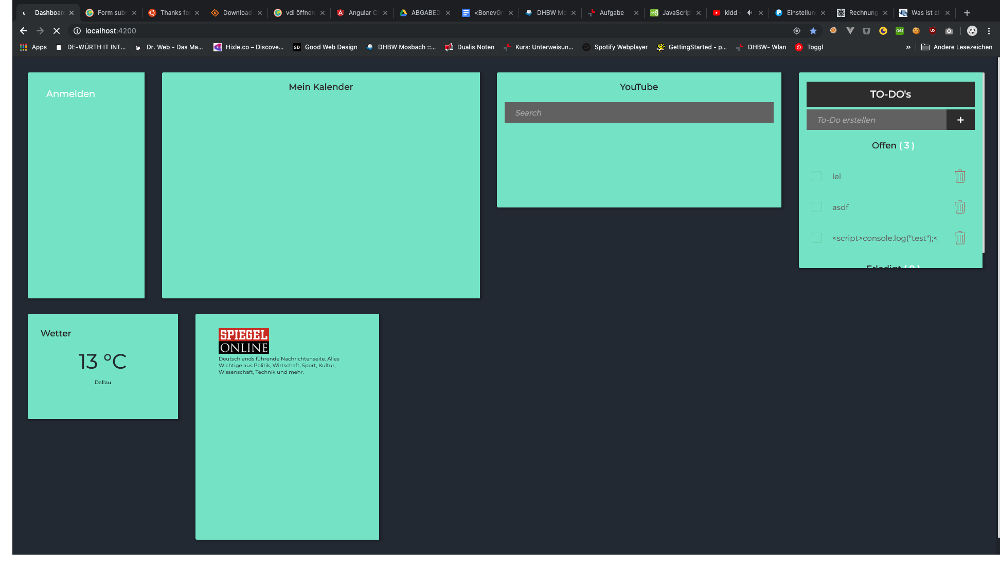 Dashboar
Form subr
Thanks fo
Download
vdi öffnen
Angular C
ABGABED
<BonevGr
DHBW Mo
Aufgabe
JavaScrip
kidd -
Einstellun
Rechnung
Was ist ei
localhost:4200
Apps
DE-WÜRTH IT INT...
Dr. Web - Das Ma...
Hixle.co – Discove...
GD Good Web Design
DHBW Mosbach ::...
Dualis Noten
Kurs: Unterweisun...
Spotify Webplayer
GettingStarted - p...
DHBW- Wlan
Toggl
»
Andere Lesezeichen
Anmelden
Mein Kalender
YouTube
Search
TO-DO's
To-Do erstellen
+
Offen ( 3 )
lel
asdf
<script>console.log("test");<
Erledigt ( 0 )
Wetter
13 °C
Dallau
SPIEGEL
ONLINE
Deutschlands führende Nachrichtenseite. Alles
Wichtige aus Politik, Wirtschaft, Sport, Kultur,
Wissenschaft, Technik und mehr.